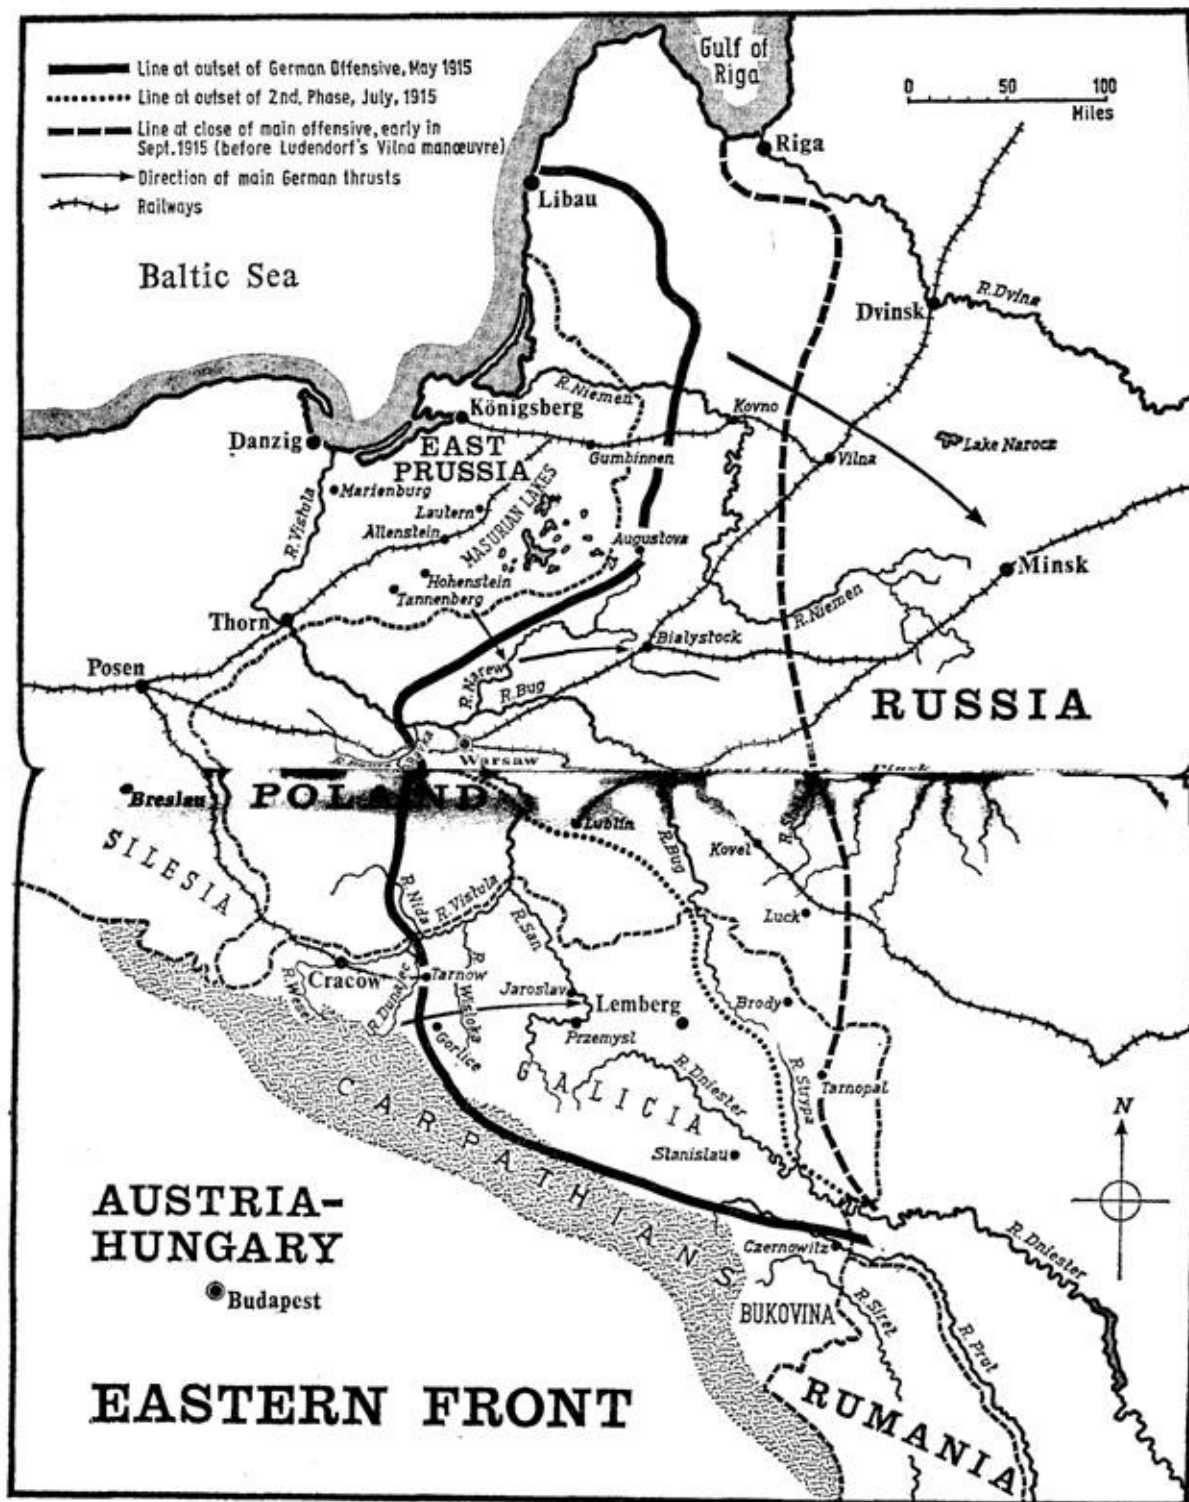 Gulf of
Riga
Line at outset of German Offensive, May 1915
Line at outset of 2nd. Phase, July, 1915
Line at close of main offensive, early in
Sept. 1915 (before Ludendorf's Vilna manœuvre)
Direction of main German thrusts
Railways
0 50 100
Miles
Riga
Libau
Baltic Sea
Dvinsk
R. Dvina
R. Niemen
Königsberg
Kovno
Danzig
EAST
PRUSSIA
Gumbinnen
Vilna
Lake Narocz
Marienburg
R. Vistula
Lautern
Allenstein
MASURIAN LAKES
Augustova
Hohenstein
Tannenberg
Minsk
R. Niemen
Thorn
Bialystock
Posen
R. Narew
R. Bug
RUSSIA
Warsaw
Breslau
POLAND
Lublin
SILESIA
R. Bug
Kovel
R. Nida
R. Vistula
R. San
Luck
Cracow
Tarnow
R. Dunajec
R. Wisloka
Jaroslav
Lemberg
Brody
Gorlice
Przemysl
GALICIA
R. Dniester
R. Strypa
Tarnopal
CARPATHIANS
Stanislau
N
AUSTRIA-
HUNGARY
Budapest
Czernowitz
R. Dniester
BUKOVINA
R. Siret
R. Prut
EASTERN FRONT
RUMANIA